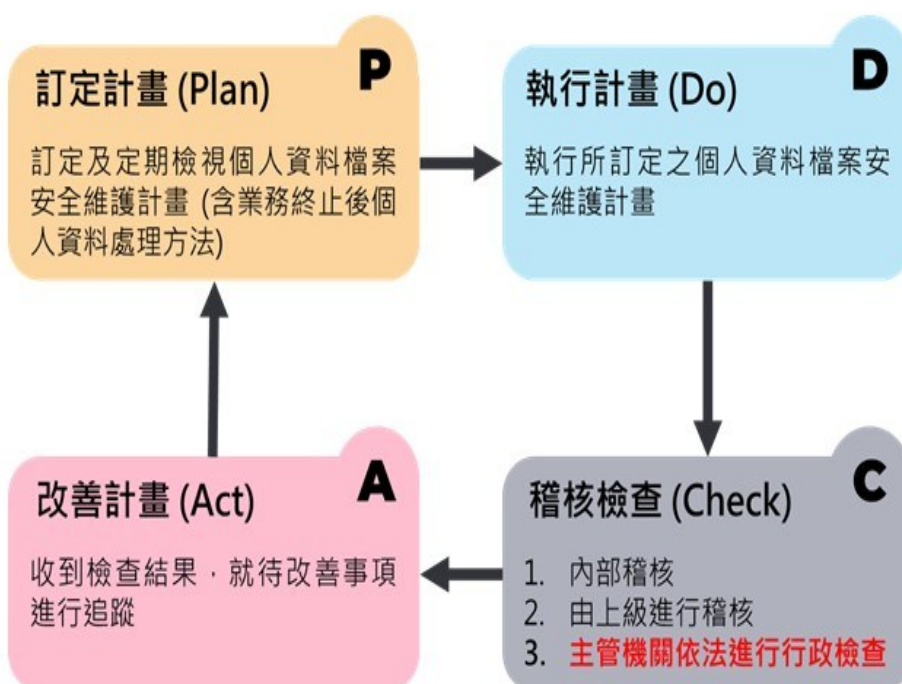 P
訂定計畫 (Plan)
訂定及定期檢視個人資料檔案
安全維護計畫 (含業務終止後個
人資料處理方法)
D
執行計畫 (Do)
執行所訂定之個人資料檔案安
全維護計畫
C
稽核檢查 (Check)
1. 內部稽核
2. 由上級進行稽核
3. 主管機關依法進行行政檢查
A
改善計畫 (Act)
收到檢查結果，就待改善事項
進行追蹤